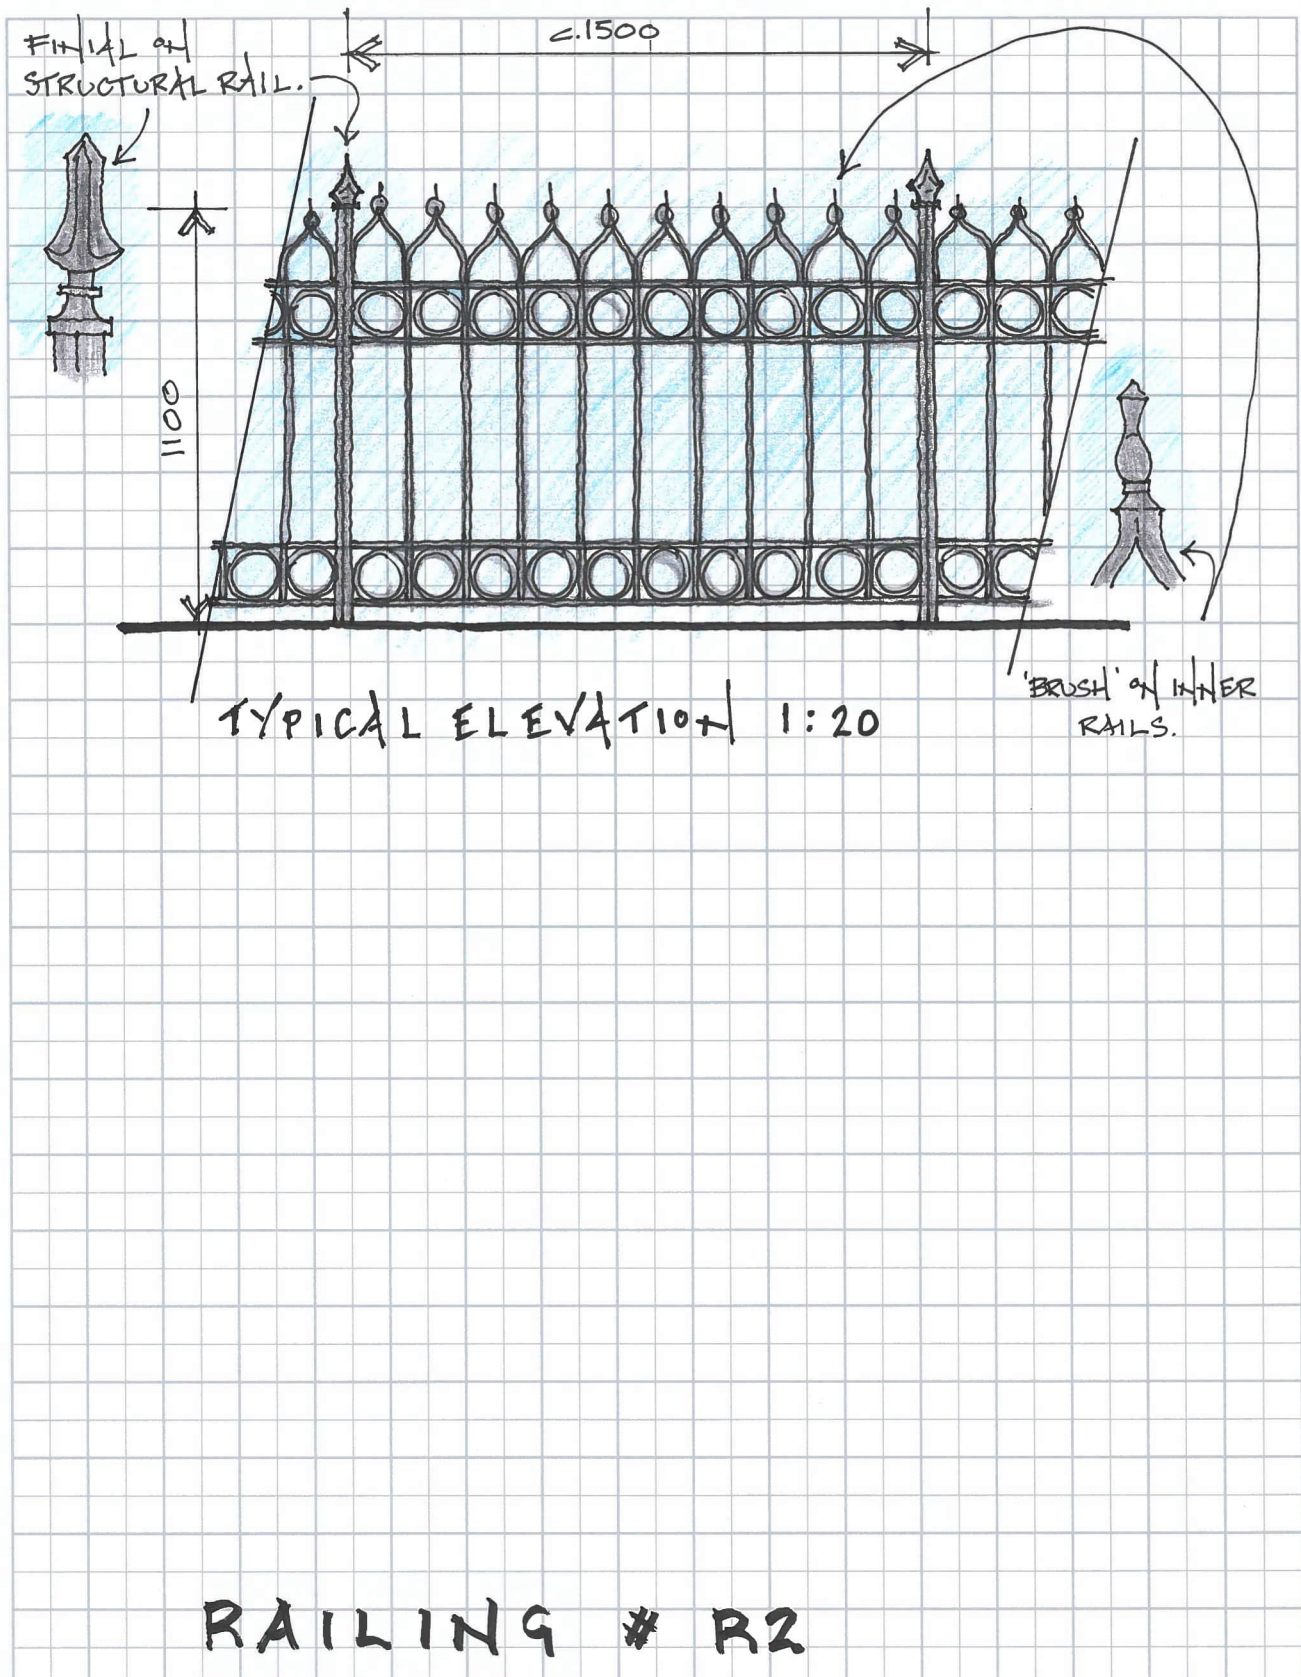 FINIAL ON
STRUCTURAL RAIL.
c.1500
1100
'BRUSH' ON INNER
RAILS.
TYPICAL ELEVATION 1:20
RAILING # R2